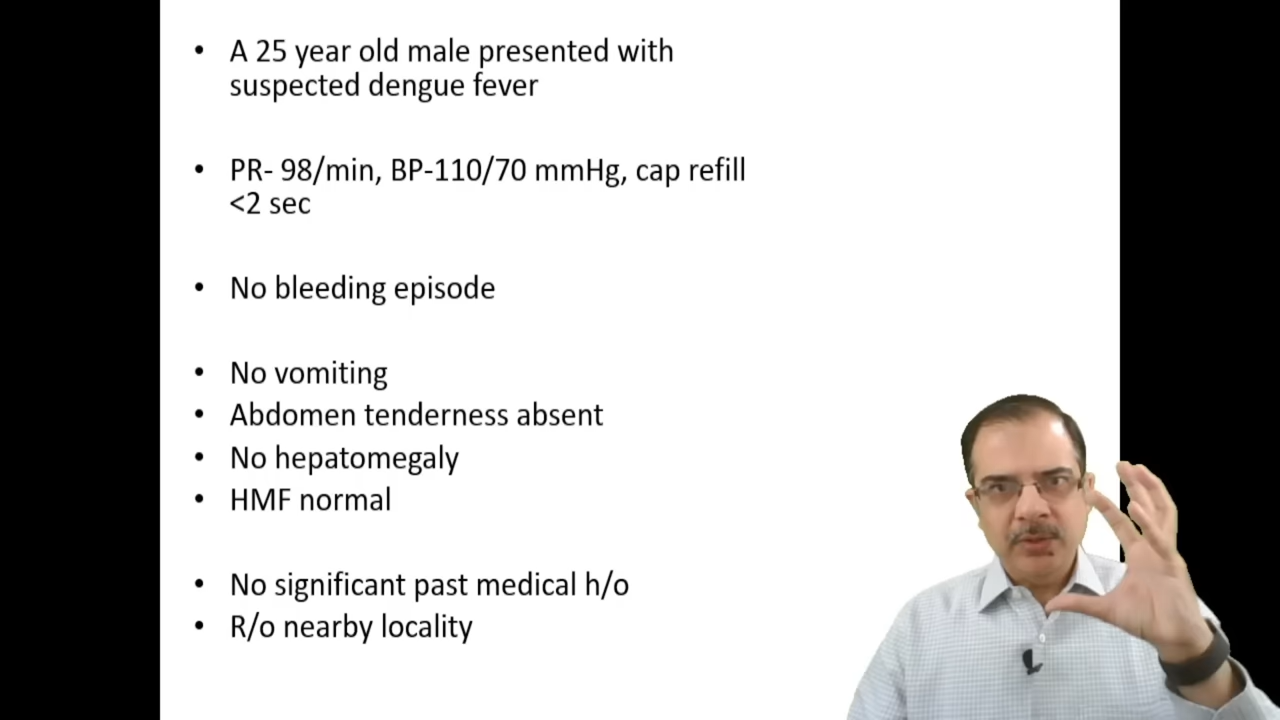 • A 25 year old male presented with
suspected dengue fever
• PR- 98/min, BP-110/70 mmHg, cap refill
<2 sec
• No bleeding episode
• No vomiting
• Abdomen tenderness absent
• No hepatomegaly
• HMF normal
• No significant past medical h/o
• R/o nearby locality